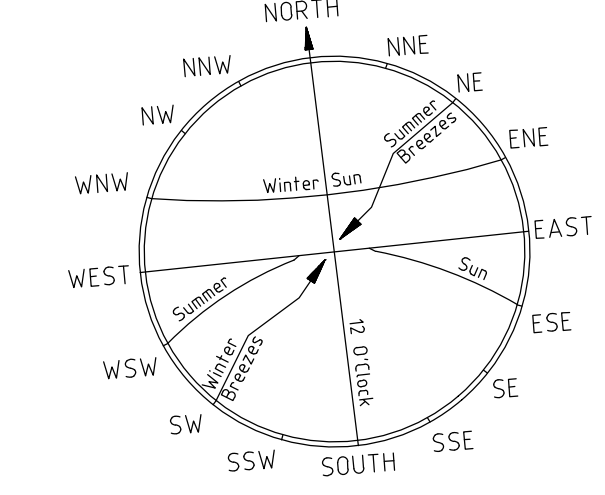 NORTH
NNW
NNE
NW
NE
Summer
Breezes
ENE
WNW
Winter Sun
EAST
WEST
Summer
Sun
12 O'Clock
ESE
WSW
Winter
Breezes
SE
SW
SSE
SSW
SOUTH